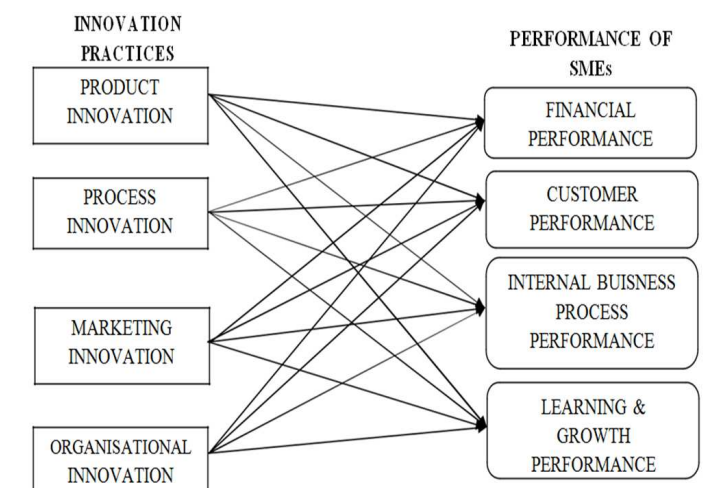 INNOVATION
PRACTICES
PRODUCT
INNOVATION
PROCESS
INNOVATION
MARKETING
INNOVATION
ORGANISATIONAL
INNOVATION
PERFORMANCE OF
SMEs
FINANCIAL
PERFORMANCE
CUSTOMER
PERFORMANCE
INTERNAL BUISNESS
PROCESS
PERFORMANCE
LEARNING &
GROWTH
PERFORMANCE